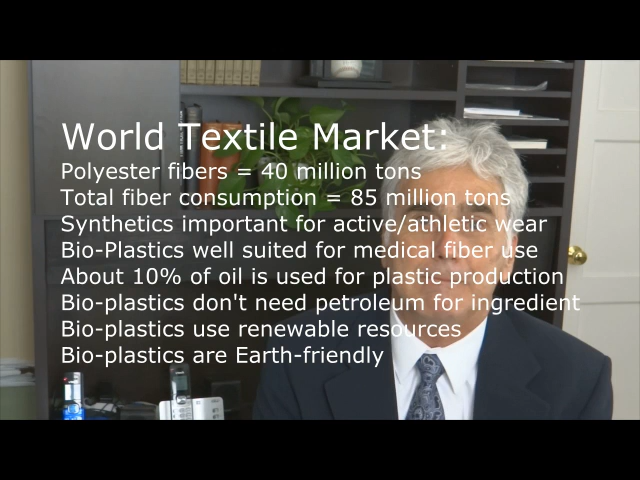 World Textile Market:
Polyester fibers = 40 million tons
Total fiber consumption = 85 million tons
Synthetics important for active/athletic wear
Bio-Plastics well suited for medical fiber use
About 10% of oil is used for plastic production
Bio-plastics don't need petroleum for ingredient
Bio-plastics use renewable resources
Bio-plastics are Earth-friendly